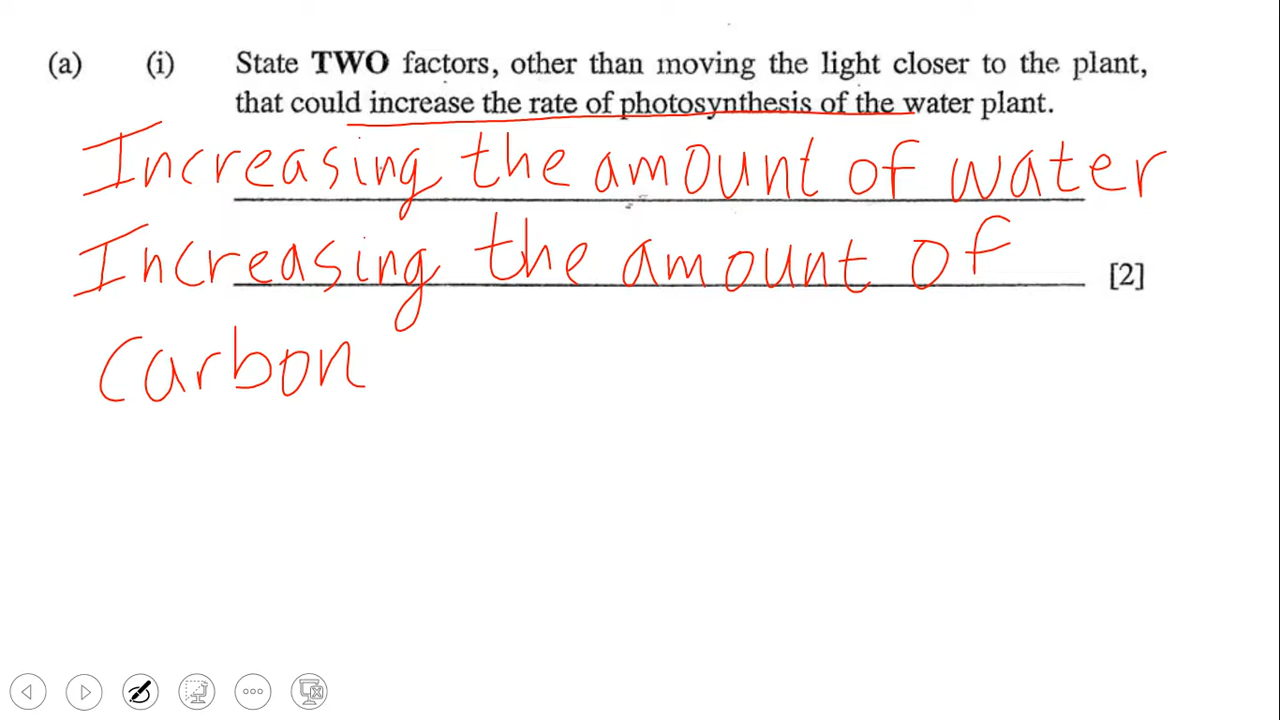 (a) (i) State TWO factors, other than moving the light closer to the plant,
that could increase the rate of photosynthesis of the water plant.
Increasing the amount of water
Increasing the amount of
[2]
carbon